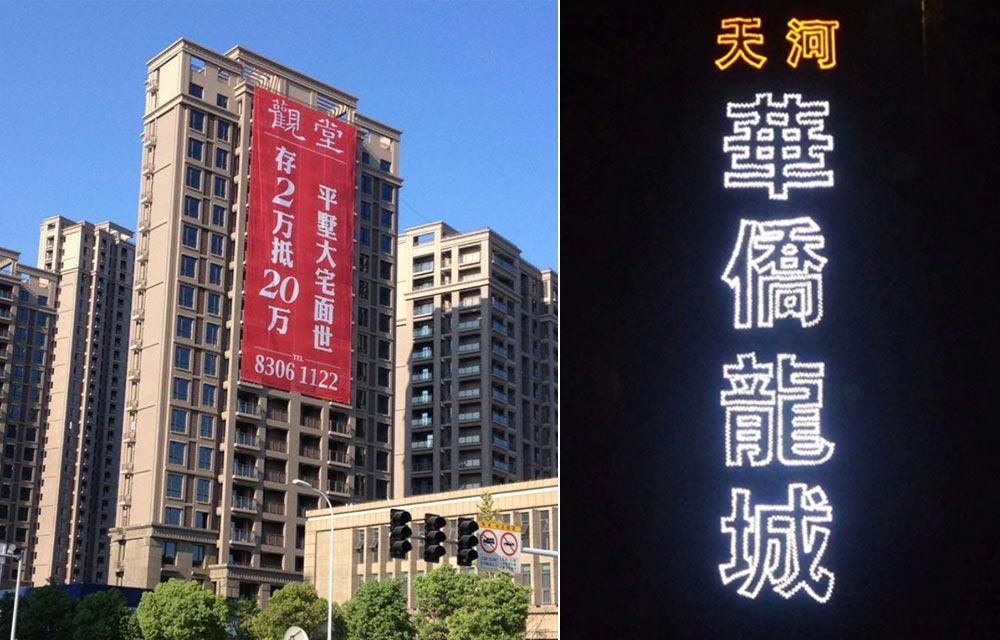 觀堂
平墅大宅面世
存2万抵20万
TEL
8306 1122
天河
華僑龍城